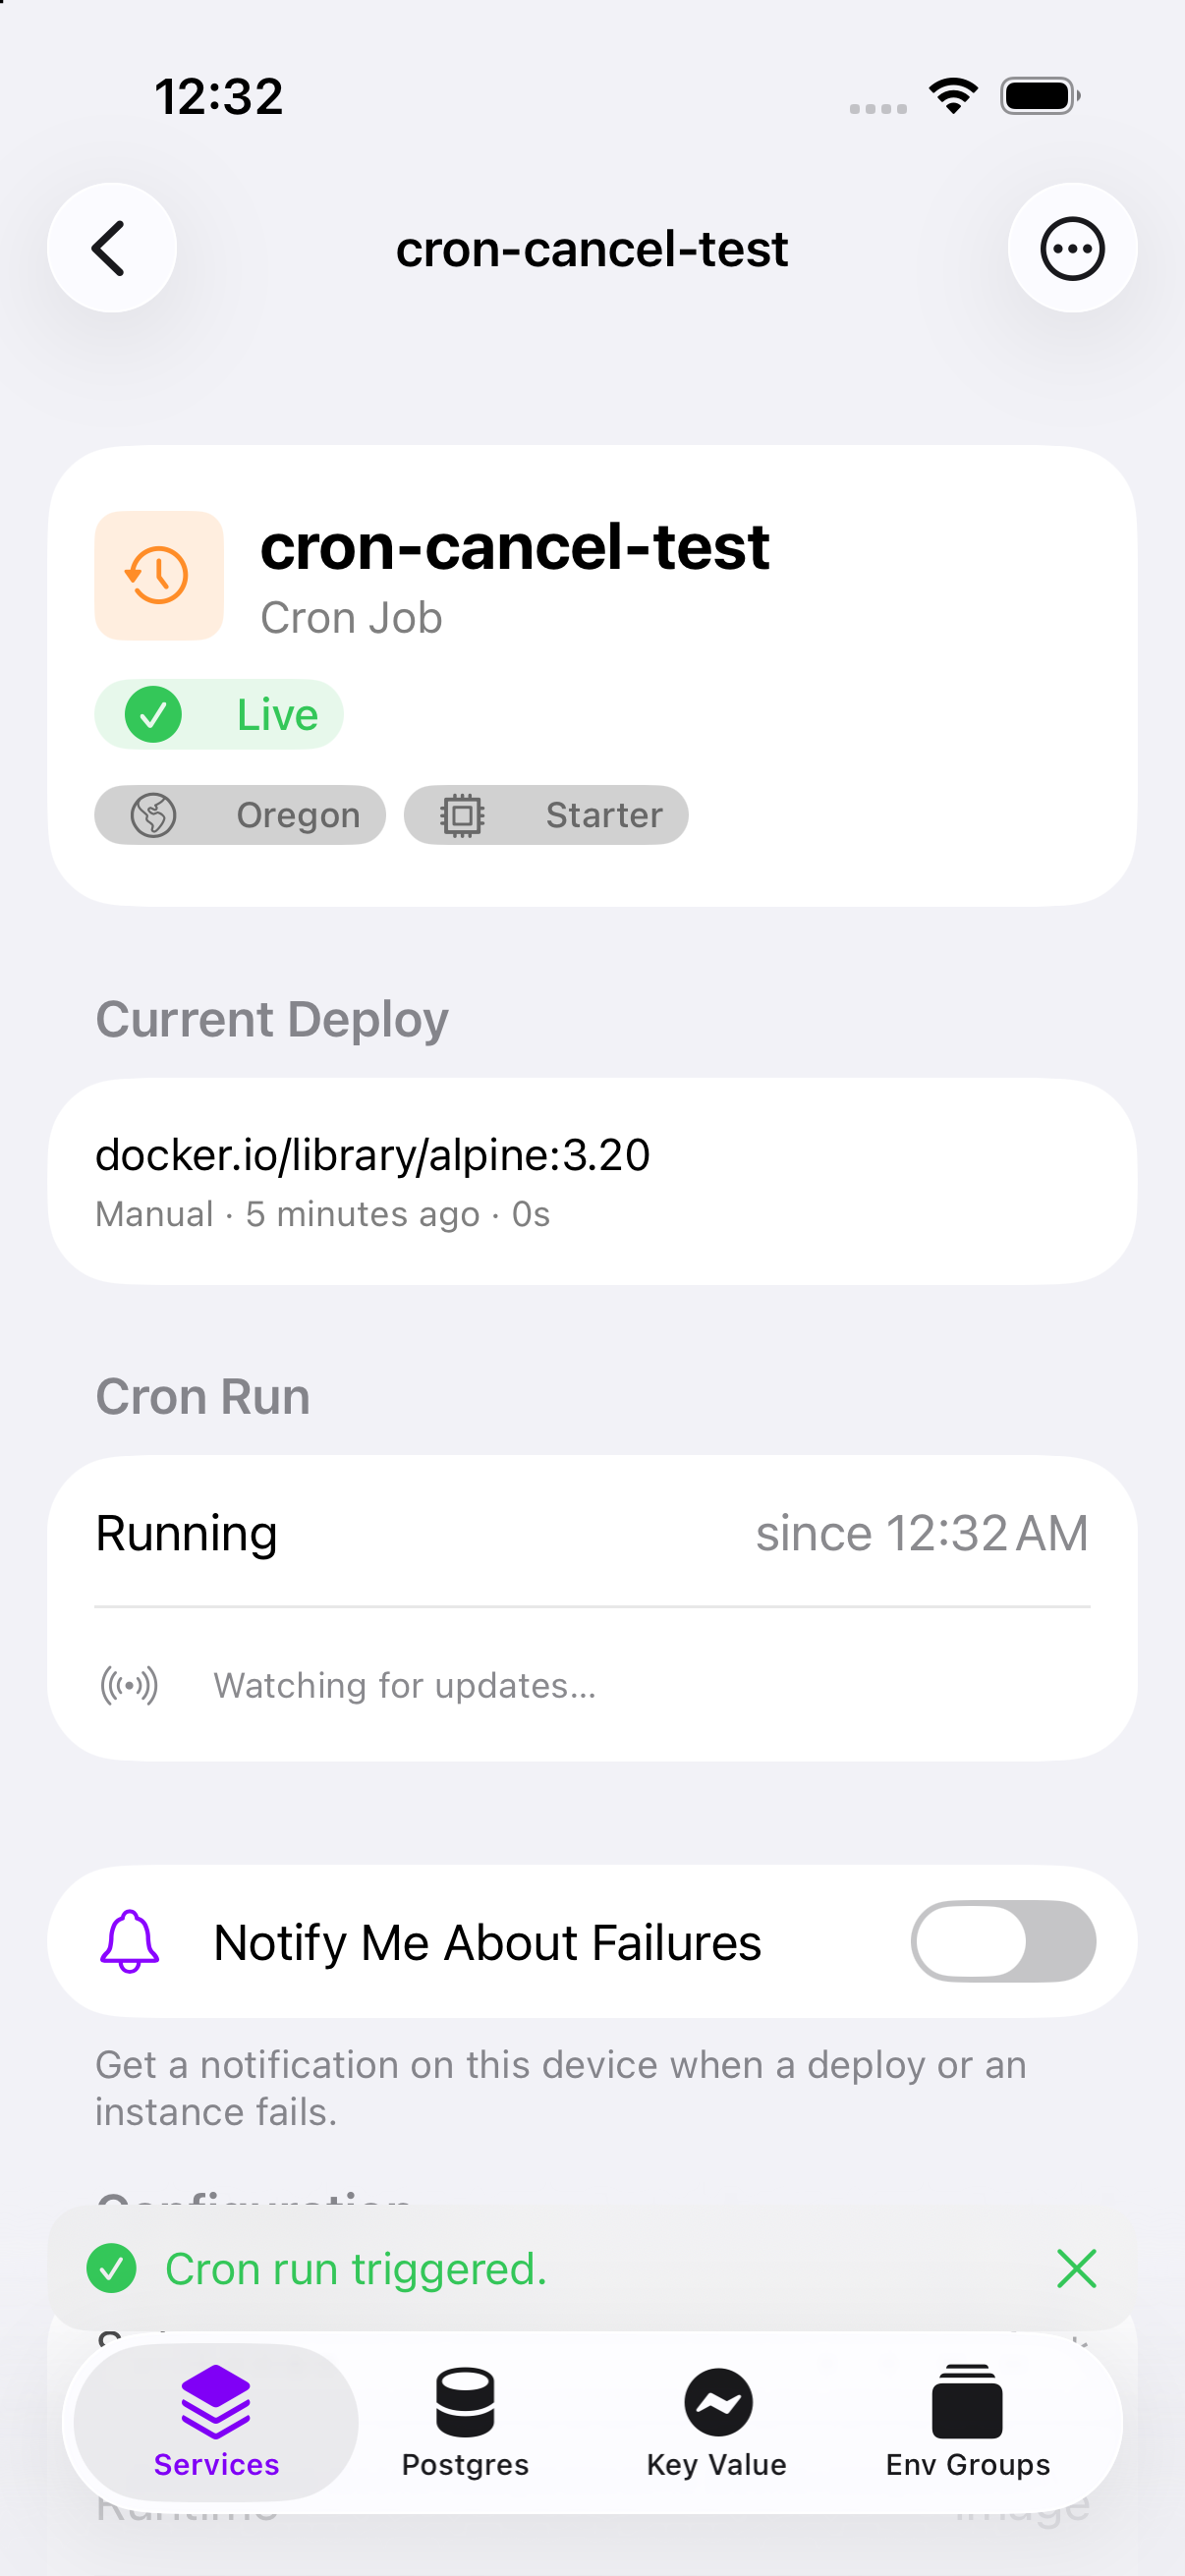 12:32
cron-cancel-test
cron-cancel-test
Cron Job
Live
Oregon
Starter
Current Deploy
docker.io/library/alpine:3.20
Manual · 5 minutes ago · 0s
Cron Run
Running
since 12:32 AM
Watching for updates...
Notify Me About Failures
Get a notification on this device when a deploy or an
instance fails.
Configuration
Cron run triggered.
Services
Postgres
Key Value
Env Groups
Runtime
Image